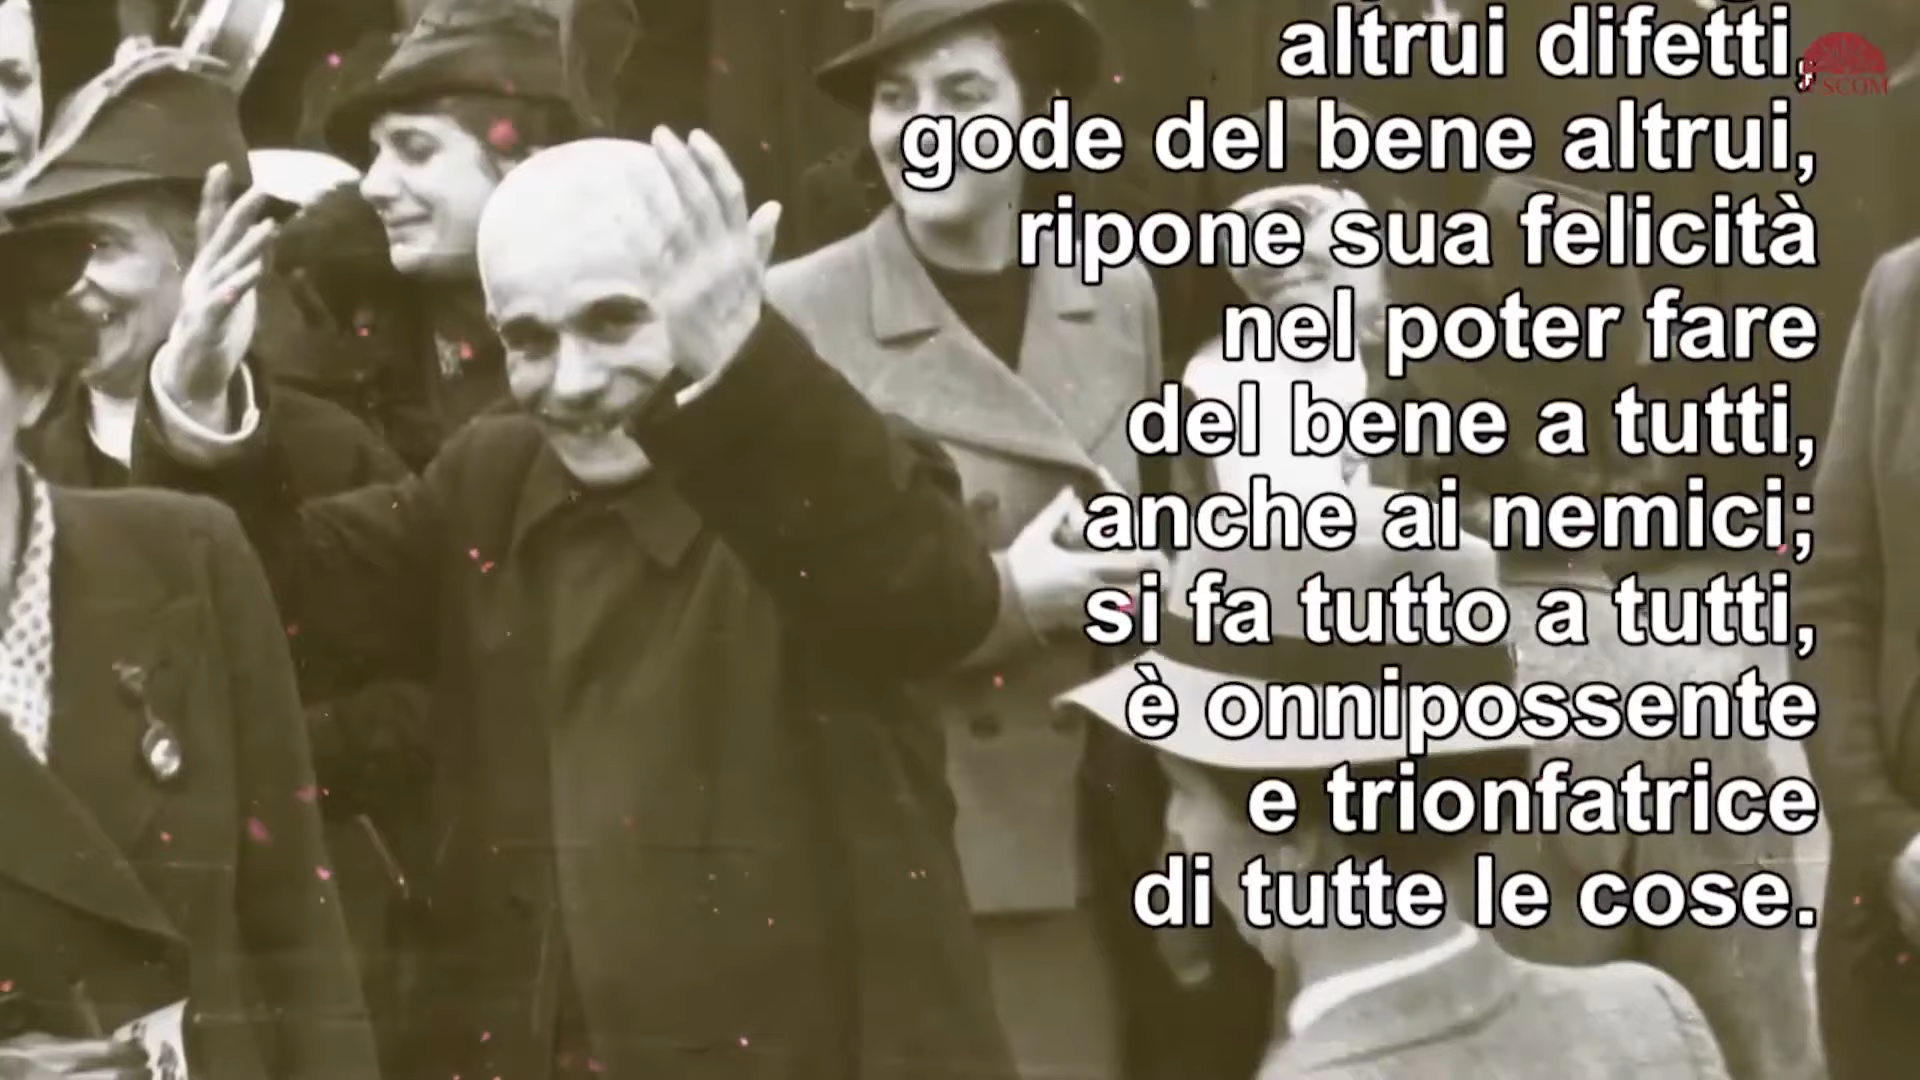 altrui difetti,
gode del bene altrui,
ripone sua felicità
nel poter fare
del bene a tutti,
anche ai nemici;
si fa tutto a tutti,
è onnipossente
e trionfatrice
di tutte le cose.